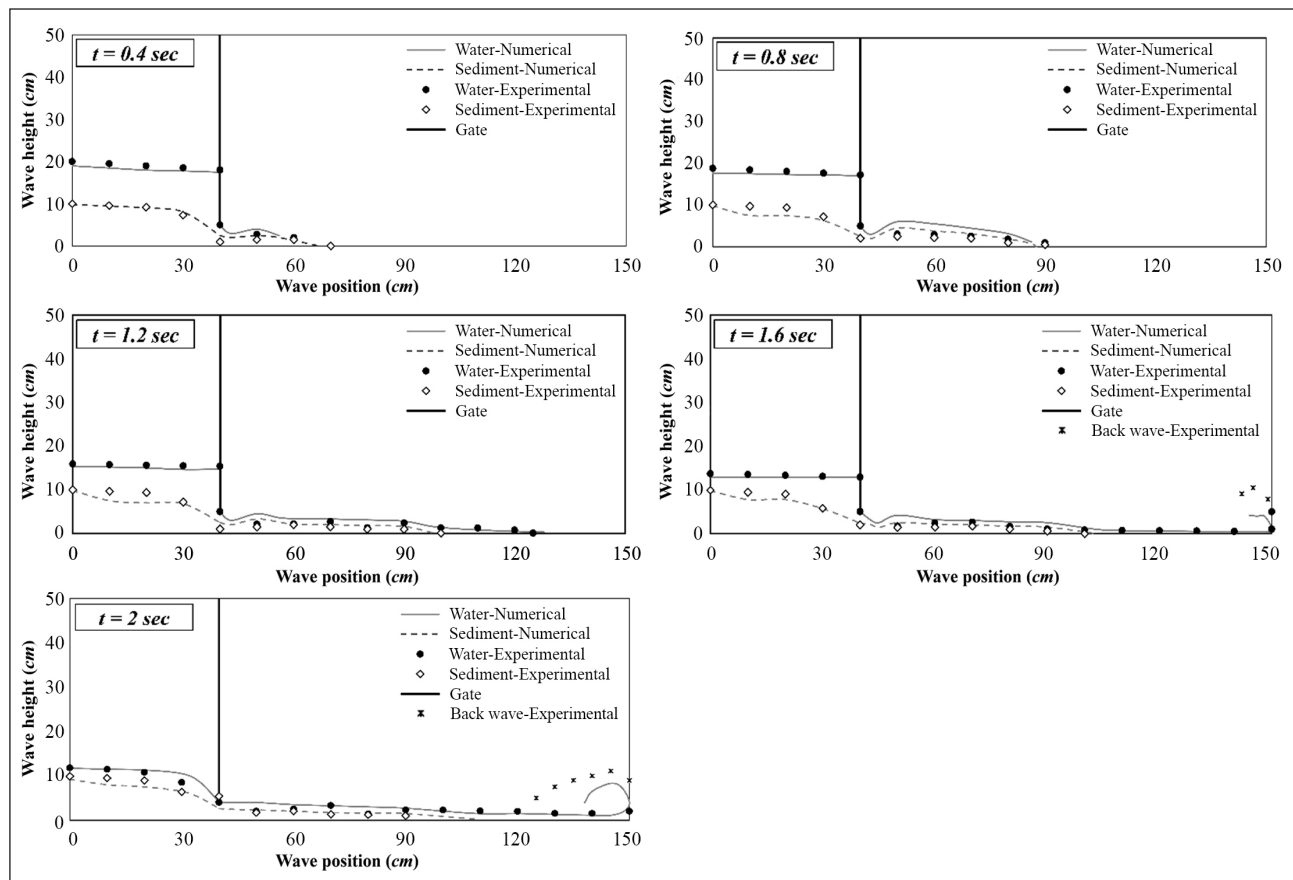 t = 0.4 sec
Water-Numerical
Sediment-Numerical
Water-Experimental
Sediment-Experimental
Gate
Wave height (cm)
50
40
30
20
10
0
0 30 60 90 120 150
Wave position (cm)
t = 0.8 sec
Water-Numerical
Sediment-Numerical
Water-Experimental
Sediment-Experimental
Gate
Wave height (cm)
50
40
30
20
10
0
0 30 60 90 120 150
Wave position (cm)
t = 1.2 sec
Water-Numerical
Sediment-Numerical
Water-Experimental
Sediment-Experimental
Gate
Wave height (cm)
50
40
30
20
10
0
0 30 60 90 120 150
Wave position (cm)
t = 1.6 sec
Water-Numerical
Sediment-Numerical
Water-Experimental
Sediment-Experimental
Gate
Back wave-Experimental
Wave height (cm)
50
40
30
20
10
0
0 30 60 90 120 150
Wave position (cm)
t = 2 sec
Water-Numerical
Sediment-Numerical
Water-Experimental
Sediment-Experimental
Gate
Back wave-Experimental
Wave height (cm)
50
40
30
20
10
0
0 30 60 90 120 150
Wave position (cm)